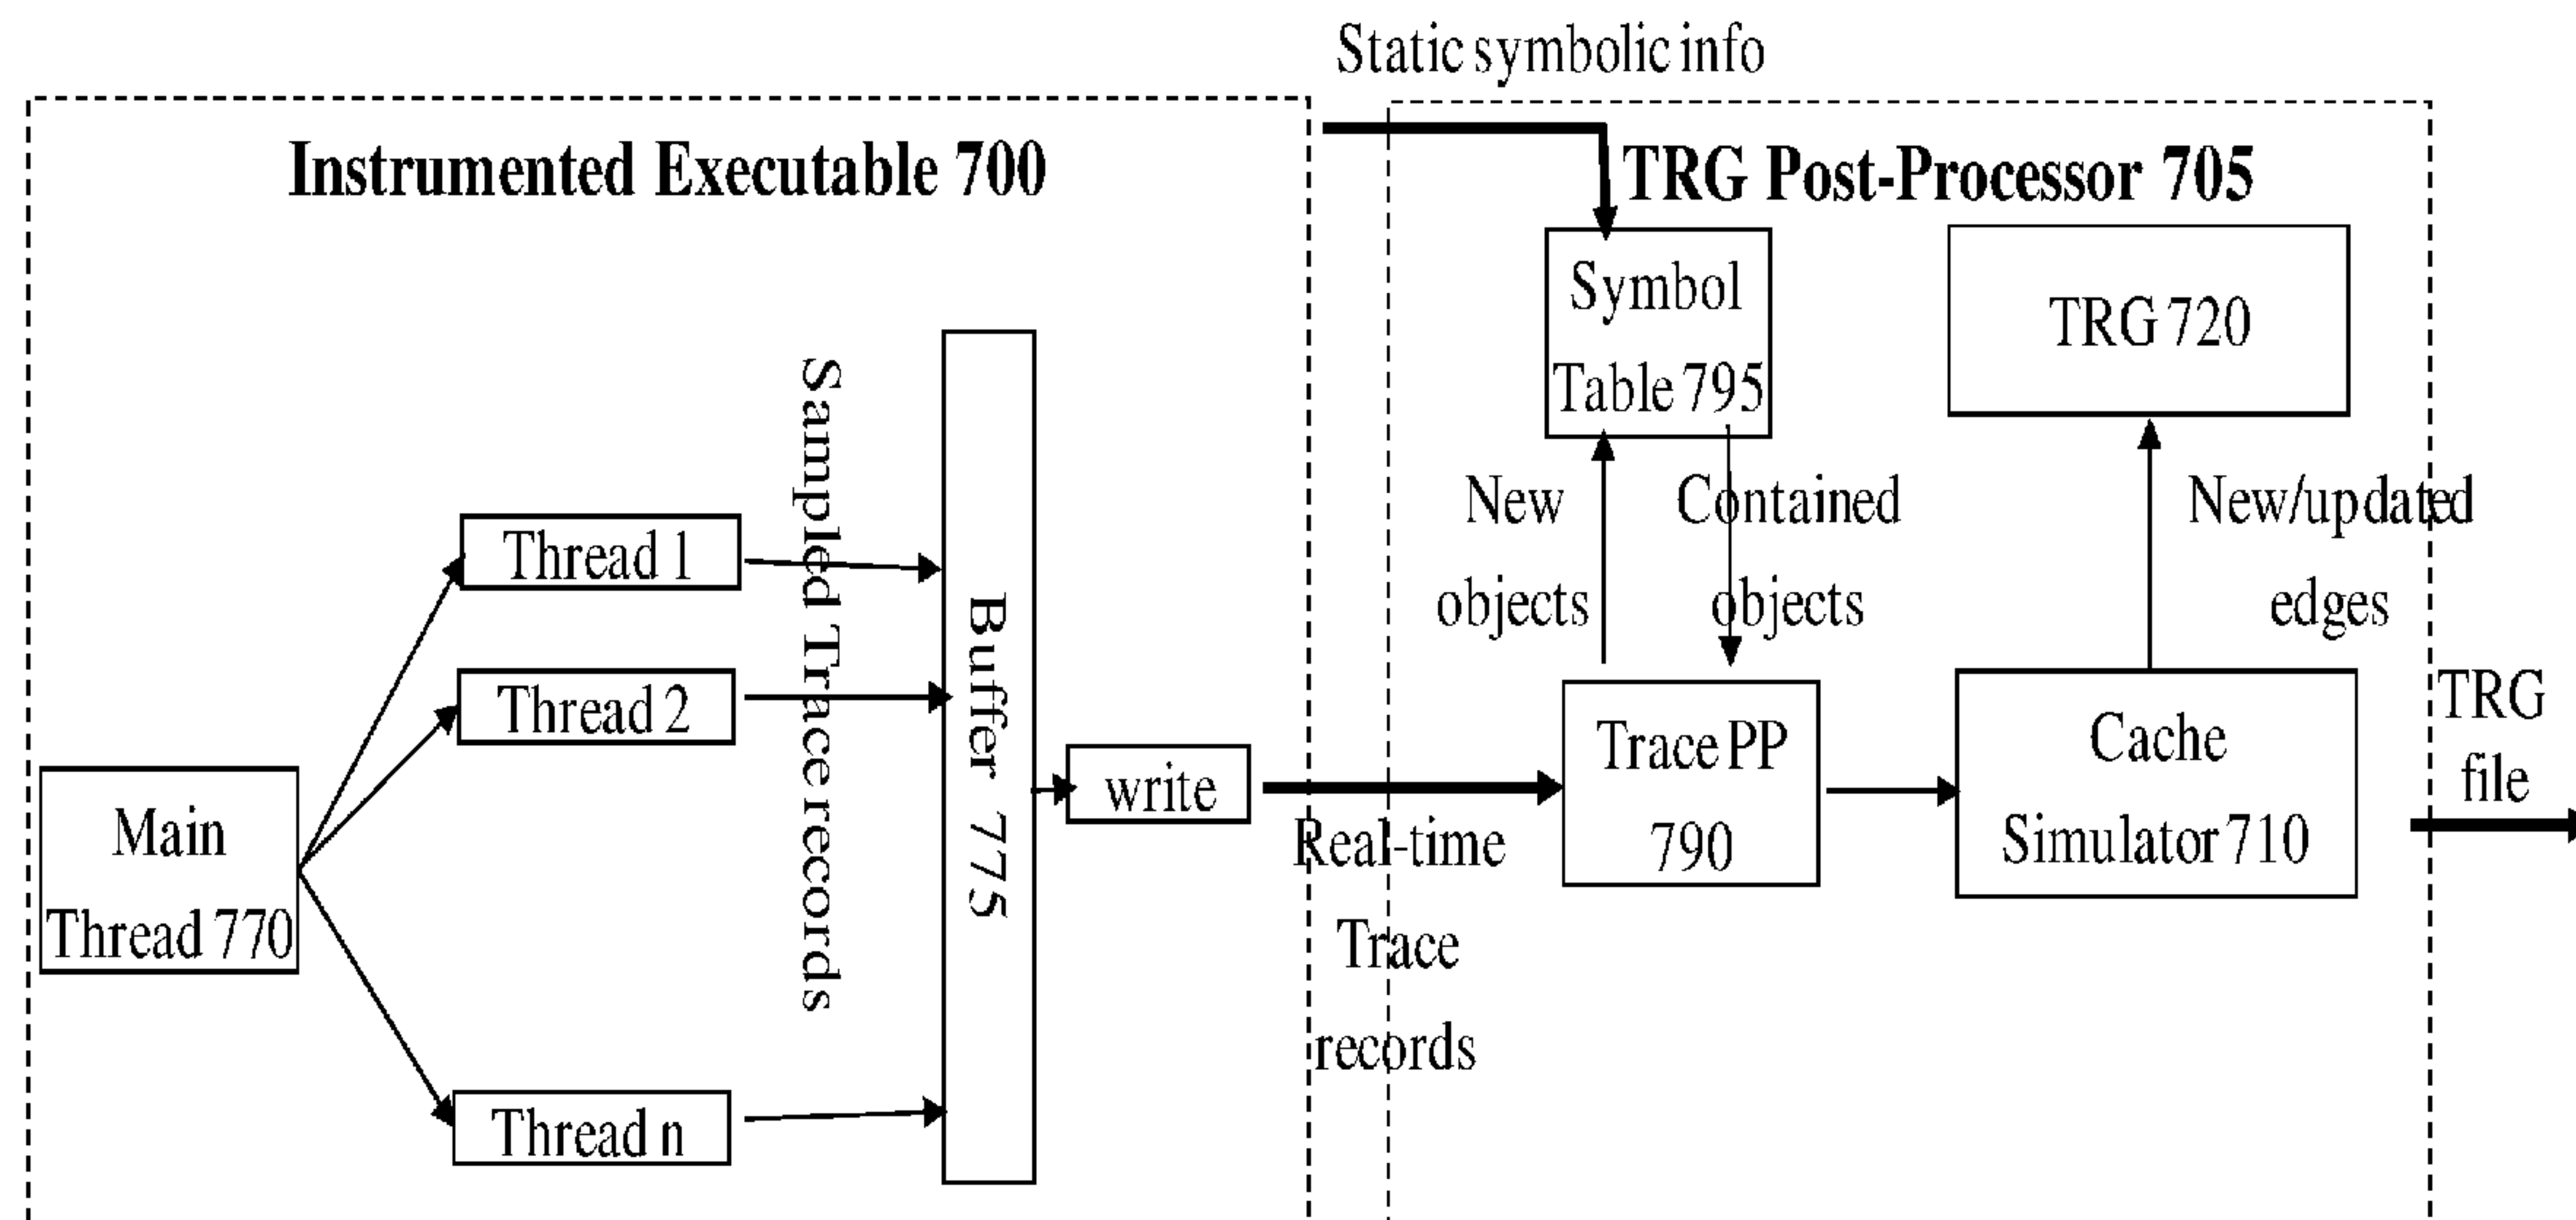 Static symbolic info
Instrumented Executable 700
TRG Post-Processor 705
Symbol
Table 795
TRG 720
Sampled Trace records
Buffer 775
Thread 1
Thread 2
Thread n
Main
Thread 770
write
New
objects
Contained
objects
New/updated
edges
Real-time
Trace
records
Trace PP
790
Cache
Simulator 710
TRG
file